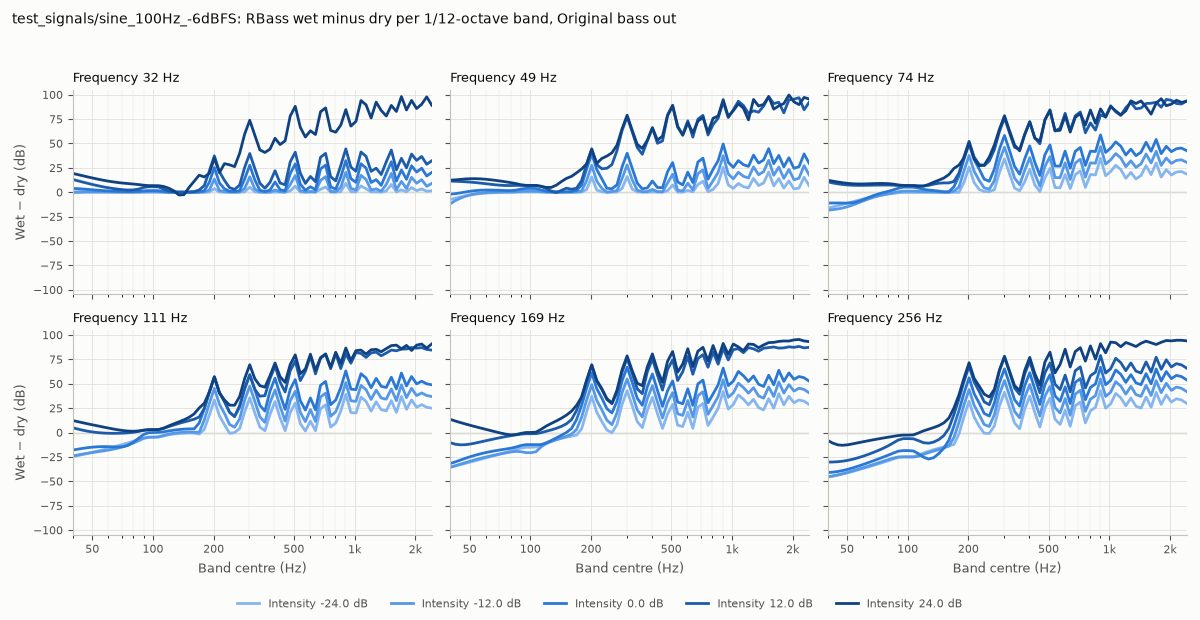 test_signals/sine_100Hz_-6dBFS: RBass wet minus dry per 1/12-octave band, Original bass out
Frequency 32 Hz
Frequency 49 Hz
Frequency 74 Hz
Wet − dry (dB)
100
75
50
25
0
−25
−50
−75
−100
Frequency 111 Hz
Frequency 169 Hz
Frequency 256 Hz
Wet − dry (dB)
100
75
50
25
0
−25
−50
−75
−100
50 100 200 500 1k 2k
50 100 200 500 1k 2k
50 100 200 500 1k 2k
Band centre (Hz)
Band centre (Hz)
Band centre (Hz)
Intensity -24.0 dB
Intensity -12.0 dB
Intensity 0.0 dB
Intensity 12.0 dB
Intensity 24.0 dB